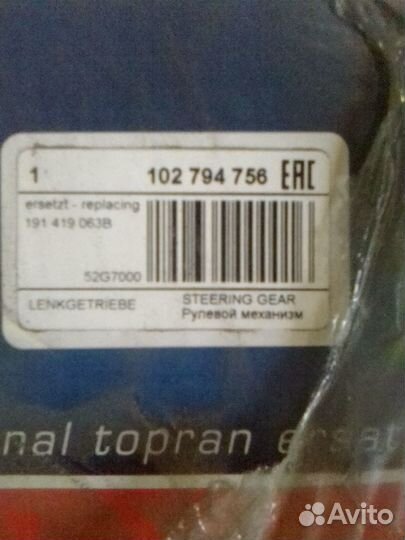 1 102 794 756 EAC
ersetzt - replacing
191 419 063B
52G7000
LENKGETRIEBE
STEERING GEAR
Рулевой механизм
nal topran ersat
Avito